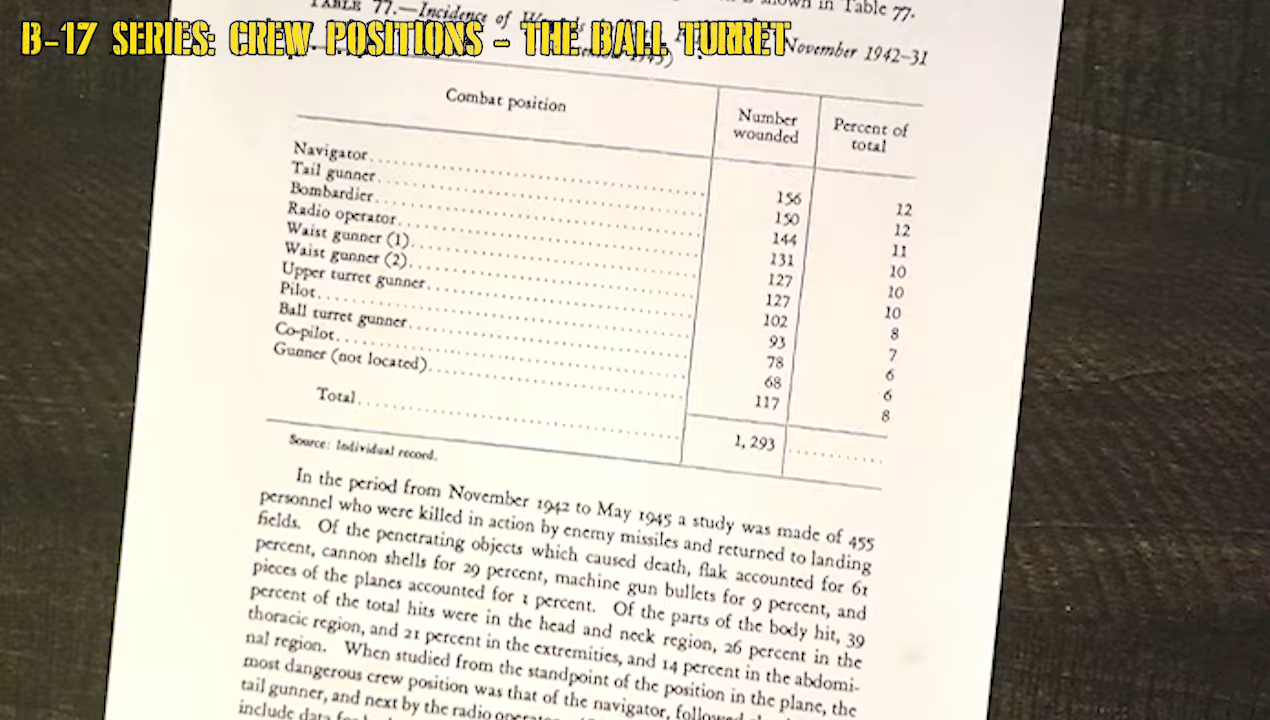 shown in Table 77.
TABLE 77.—Incidence of
B-17 SERIES: CREW POSITIONS - THE BALL TURRET
November 1942–31
1943)
Combat position
Number wounded
Percent of total
Navigator 156 12
Tail gunner 150 12
Bombardier 144 11
Radio operator 131 10
Waist gunner (1) 127 10
Waist gunner (2) 127 10
Upper turret gunner 102 8
Pilot 93 7
Ball turret gunner 78 6
Co-pilot 68 6
Gunner (not located) 117 8
Total 1, 293
Source: Individual record.
In the period from November 1942 to May 1945 a study was made of 455
personnel who were killed in action by enemy missiles and returned to landing
fields. Of the penetrating objects which caused death, flak accounted for 61
percent, cannon shells for 29 percent, machine gun bullets for 9 percent, and
pieces of the planes accounted for 1 percent. Of the parts of the body hit, 39
percent of the total hits were in the head and neck region, 26 percent in the
thoracic region, and 21 percent in the extremities, and 14 percent in the abdomi-
nal region. When studied from the standpoint of the position in the plane, the
most dangerous crew position was that of the navigator, followed
tail gunner, and next by the radio
include data for